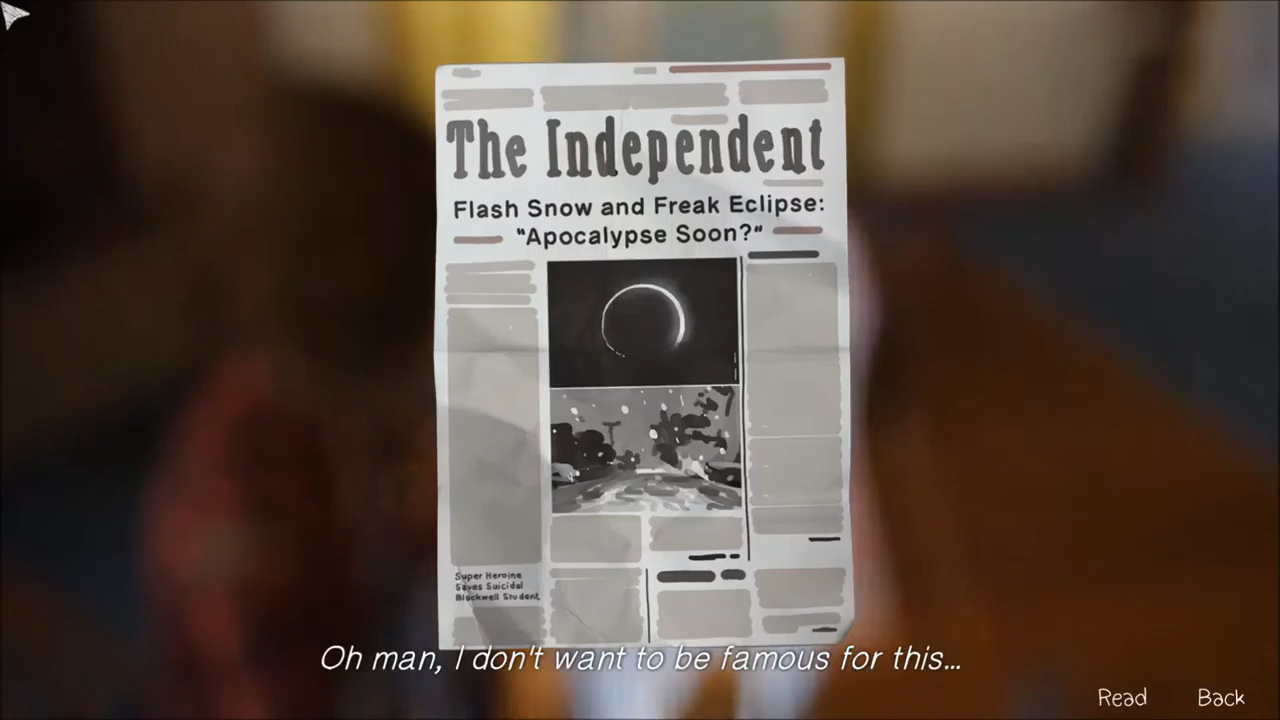 The Independent
Flash Snow and Freak Eclipse:
"Apocalypse Soon?"
Super Heroine
Saves Suicidal
Blackwell Student
Oh man, I don't want to be famous for this...
Read Back